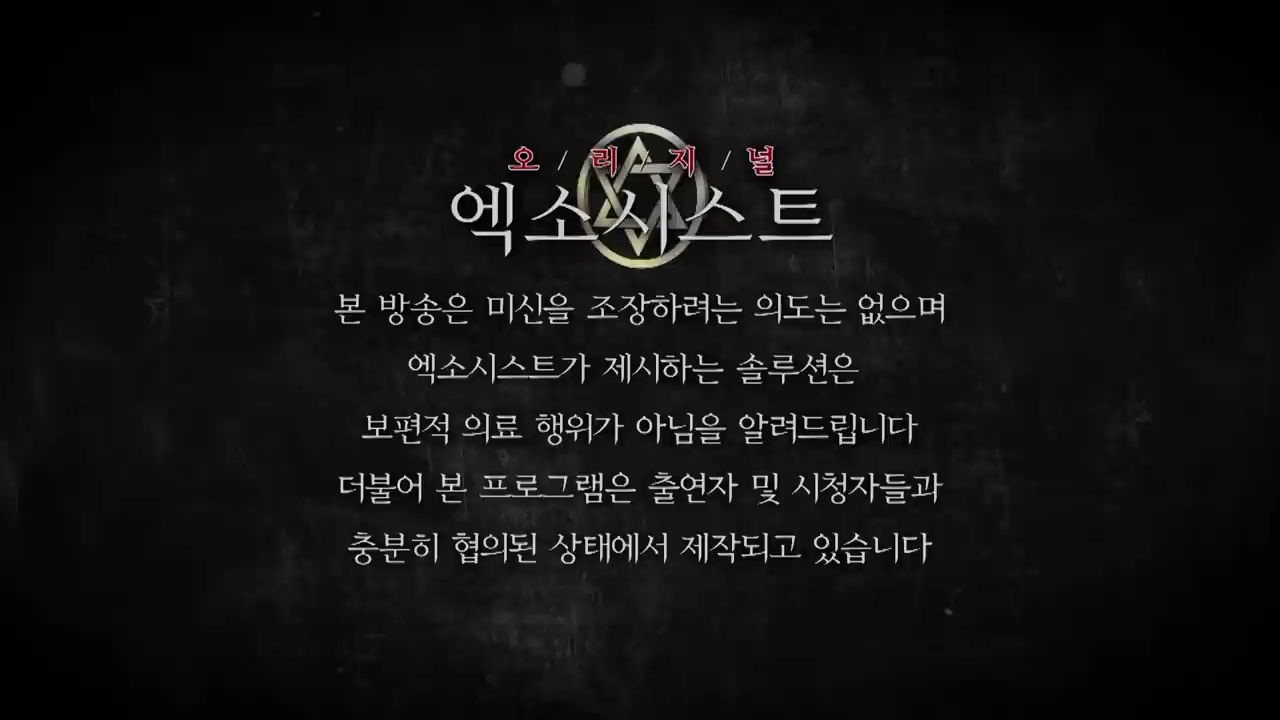 오/리/지/널
엑소시스트
본 방송은 미신을 조장하려는 의도는 없으며
엑소시스트가 제시하는 솔루션은
보편적 의료 행위가 아님을 알려드립니다
더불어 본 프로그램은 출연자 및 시청자들과
충분히 협의된 상태에서 제작되고 있습니다